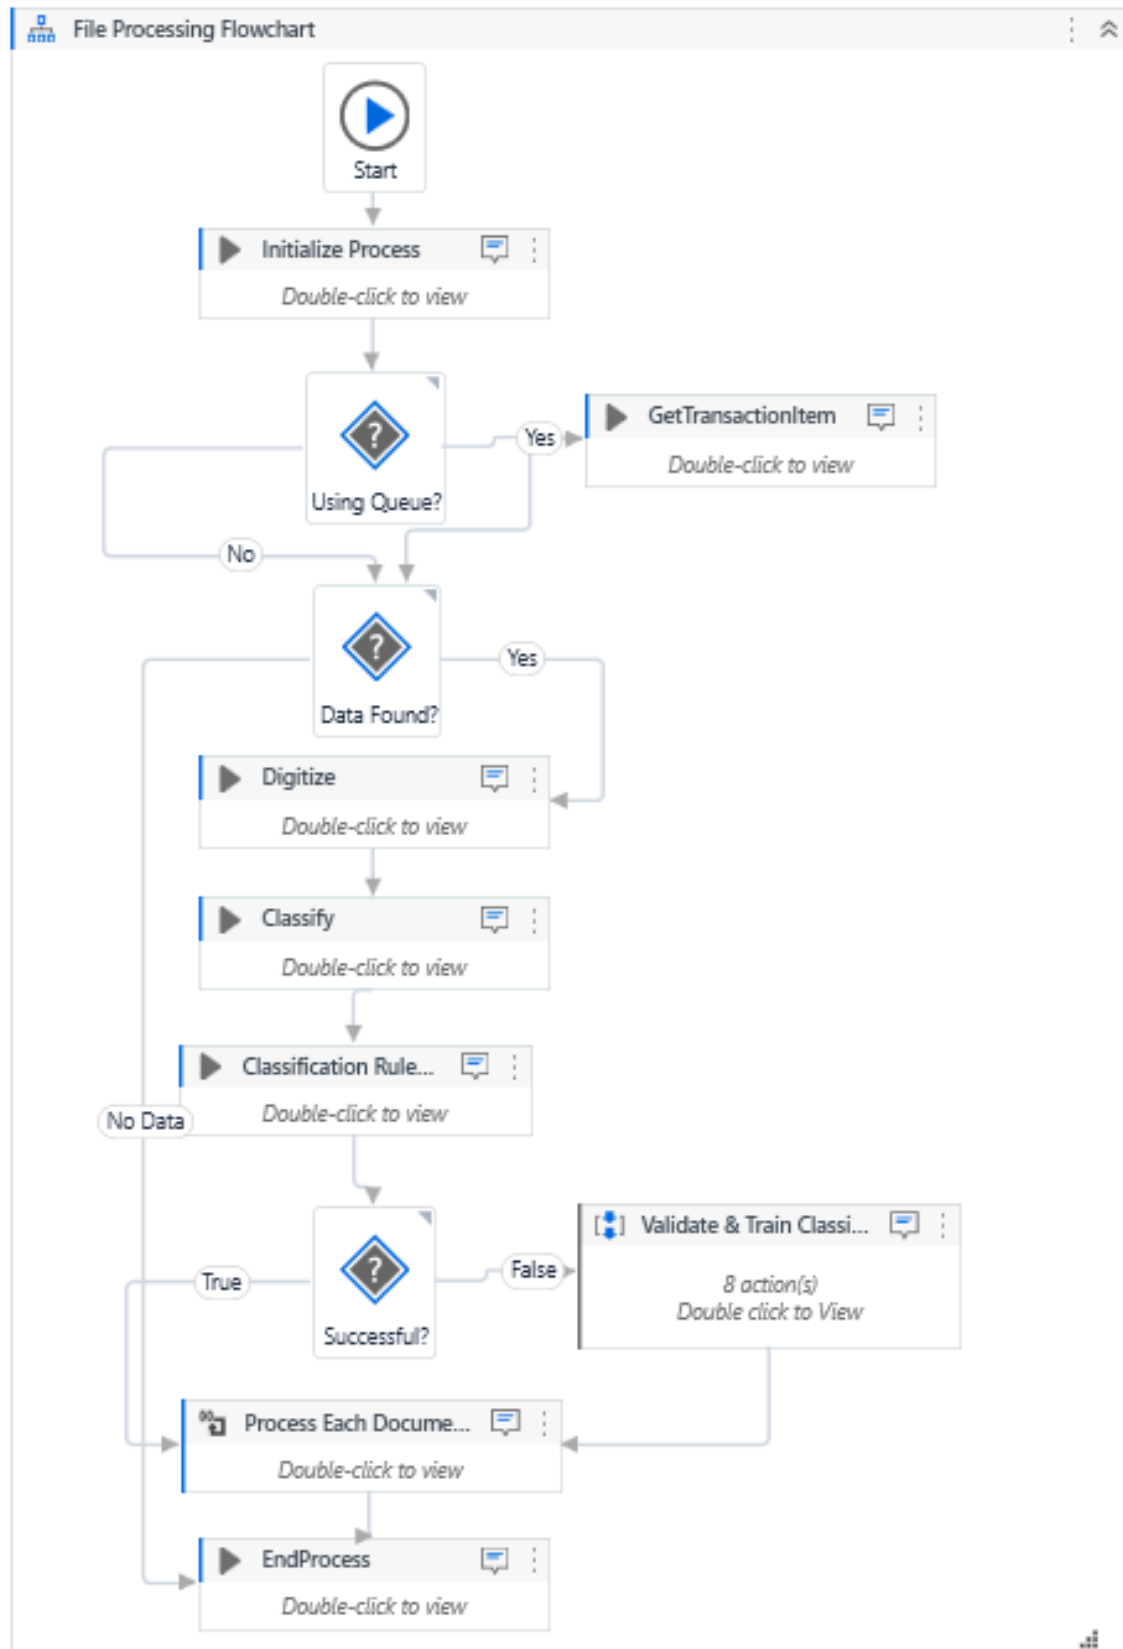 File Processing Flowchart
Start
Initialize Process
Double-click to view
Using Queue?
Yes
GetTransactionItem
Double-click to view
No
Data Found?
Yes
Digitize
Double-click to view
Classify
Double-click to view
Classification Rule...
Double-click to view
No Data
Successful?
True
False
Validate & Train Classi...
8 action(s)
Double click to View
Process Each Docume...
Double-click to view
EndProcess
Double-click to view